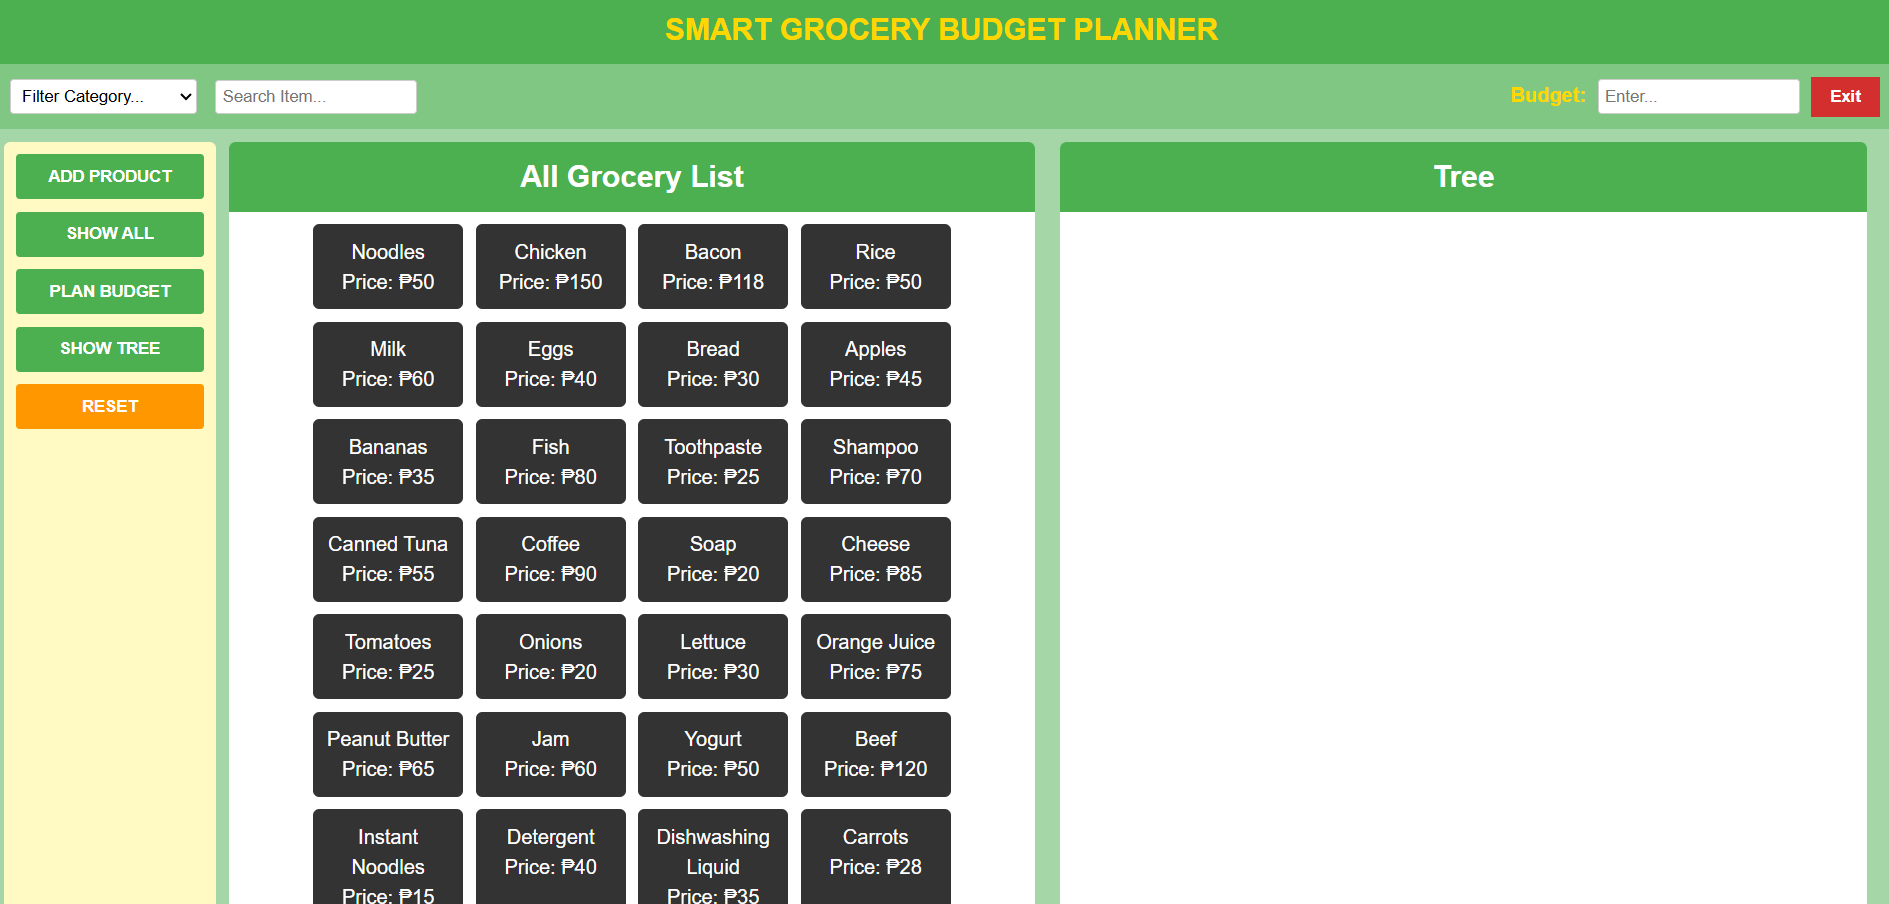 SMART GROCERY BUDGET PLANNER
Filter Category...
Search Item...
Budget:
Enter...
Exit
ADD PRODUCT
SHOW ALL
PLAN BUDGET
SHOW TREE
RESET
All Grocery List
Noodles
Price: ₱50
Chicken
Price: ₱150
Bacon
Price: ₱118
Rice
Price: ₱50
Milk
Price: ₱60
Eggs
Price: ₱40
Bread
Price: ₱30
Apples
Price: ₱45
Bananas
Price: ₱35
Fish
Price: ₱80
Toothpaste
Price: ₱25
Shampoo
Price: ₱70
Canned Tuna
Price: ₱55
Coffee
Price: ₱90
Soap
Price: ₱20
Cheese
Price: ₱85
Tomatoes
Price: ₱25
Onions
Price: ₱20
Lettuce
Price: ₱30
Orange Juice
Price: ₱75
Peanut Butter
Price: ₱65
Jam
Price: ₱60
Yogurt
Price: ₱50
Beef
Price: ₱120
Instant
Noodles
Price: ₱15
Detergent
Price: ₱40
Dishwashing
Liquid
Price: ₱35
Carrots
Price: ₱28
Tree